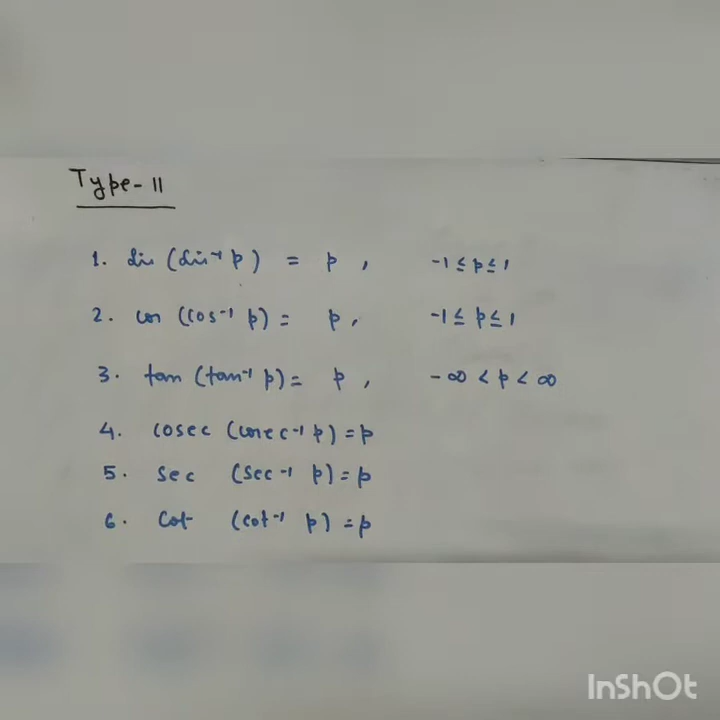 Type-II
1. sin (sin⁻¹ p) = p , -1 ≤ p ≤ 1
2. cos (cos⁻¹ p) = p, -1 ≤ p ≤ 1
3. tan (tan⁻¹ p) = p , -∞ < p < ∞
4. cosec (cosec⁻¹ p) = p
5. sec (sec⁻¹ p) = p
6. cot (cot⁻¹ p) = p
InShOt